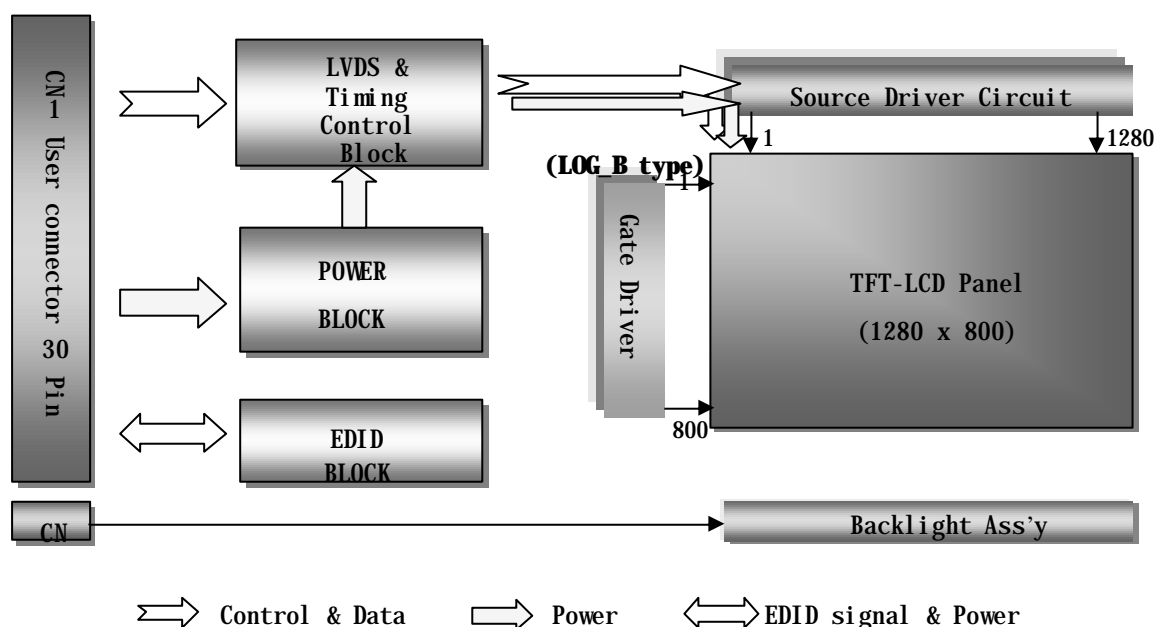 CN1 User connector 30 Pin
LVDS &
Timing
Control
Block
POWER
BLOCK
EDID
BLOCK
Source Driver Circuit
1
1280
(LOG_B type)
1
Gate Driver
800
TFT-LCD Panel
(1280 x 800)
CN
Backlight Ass'y
Control & Data
Power
EDID signal & Power